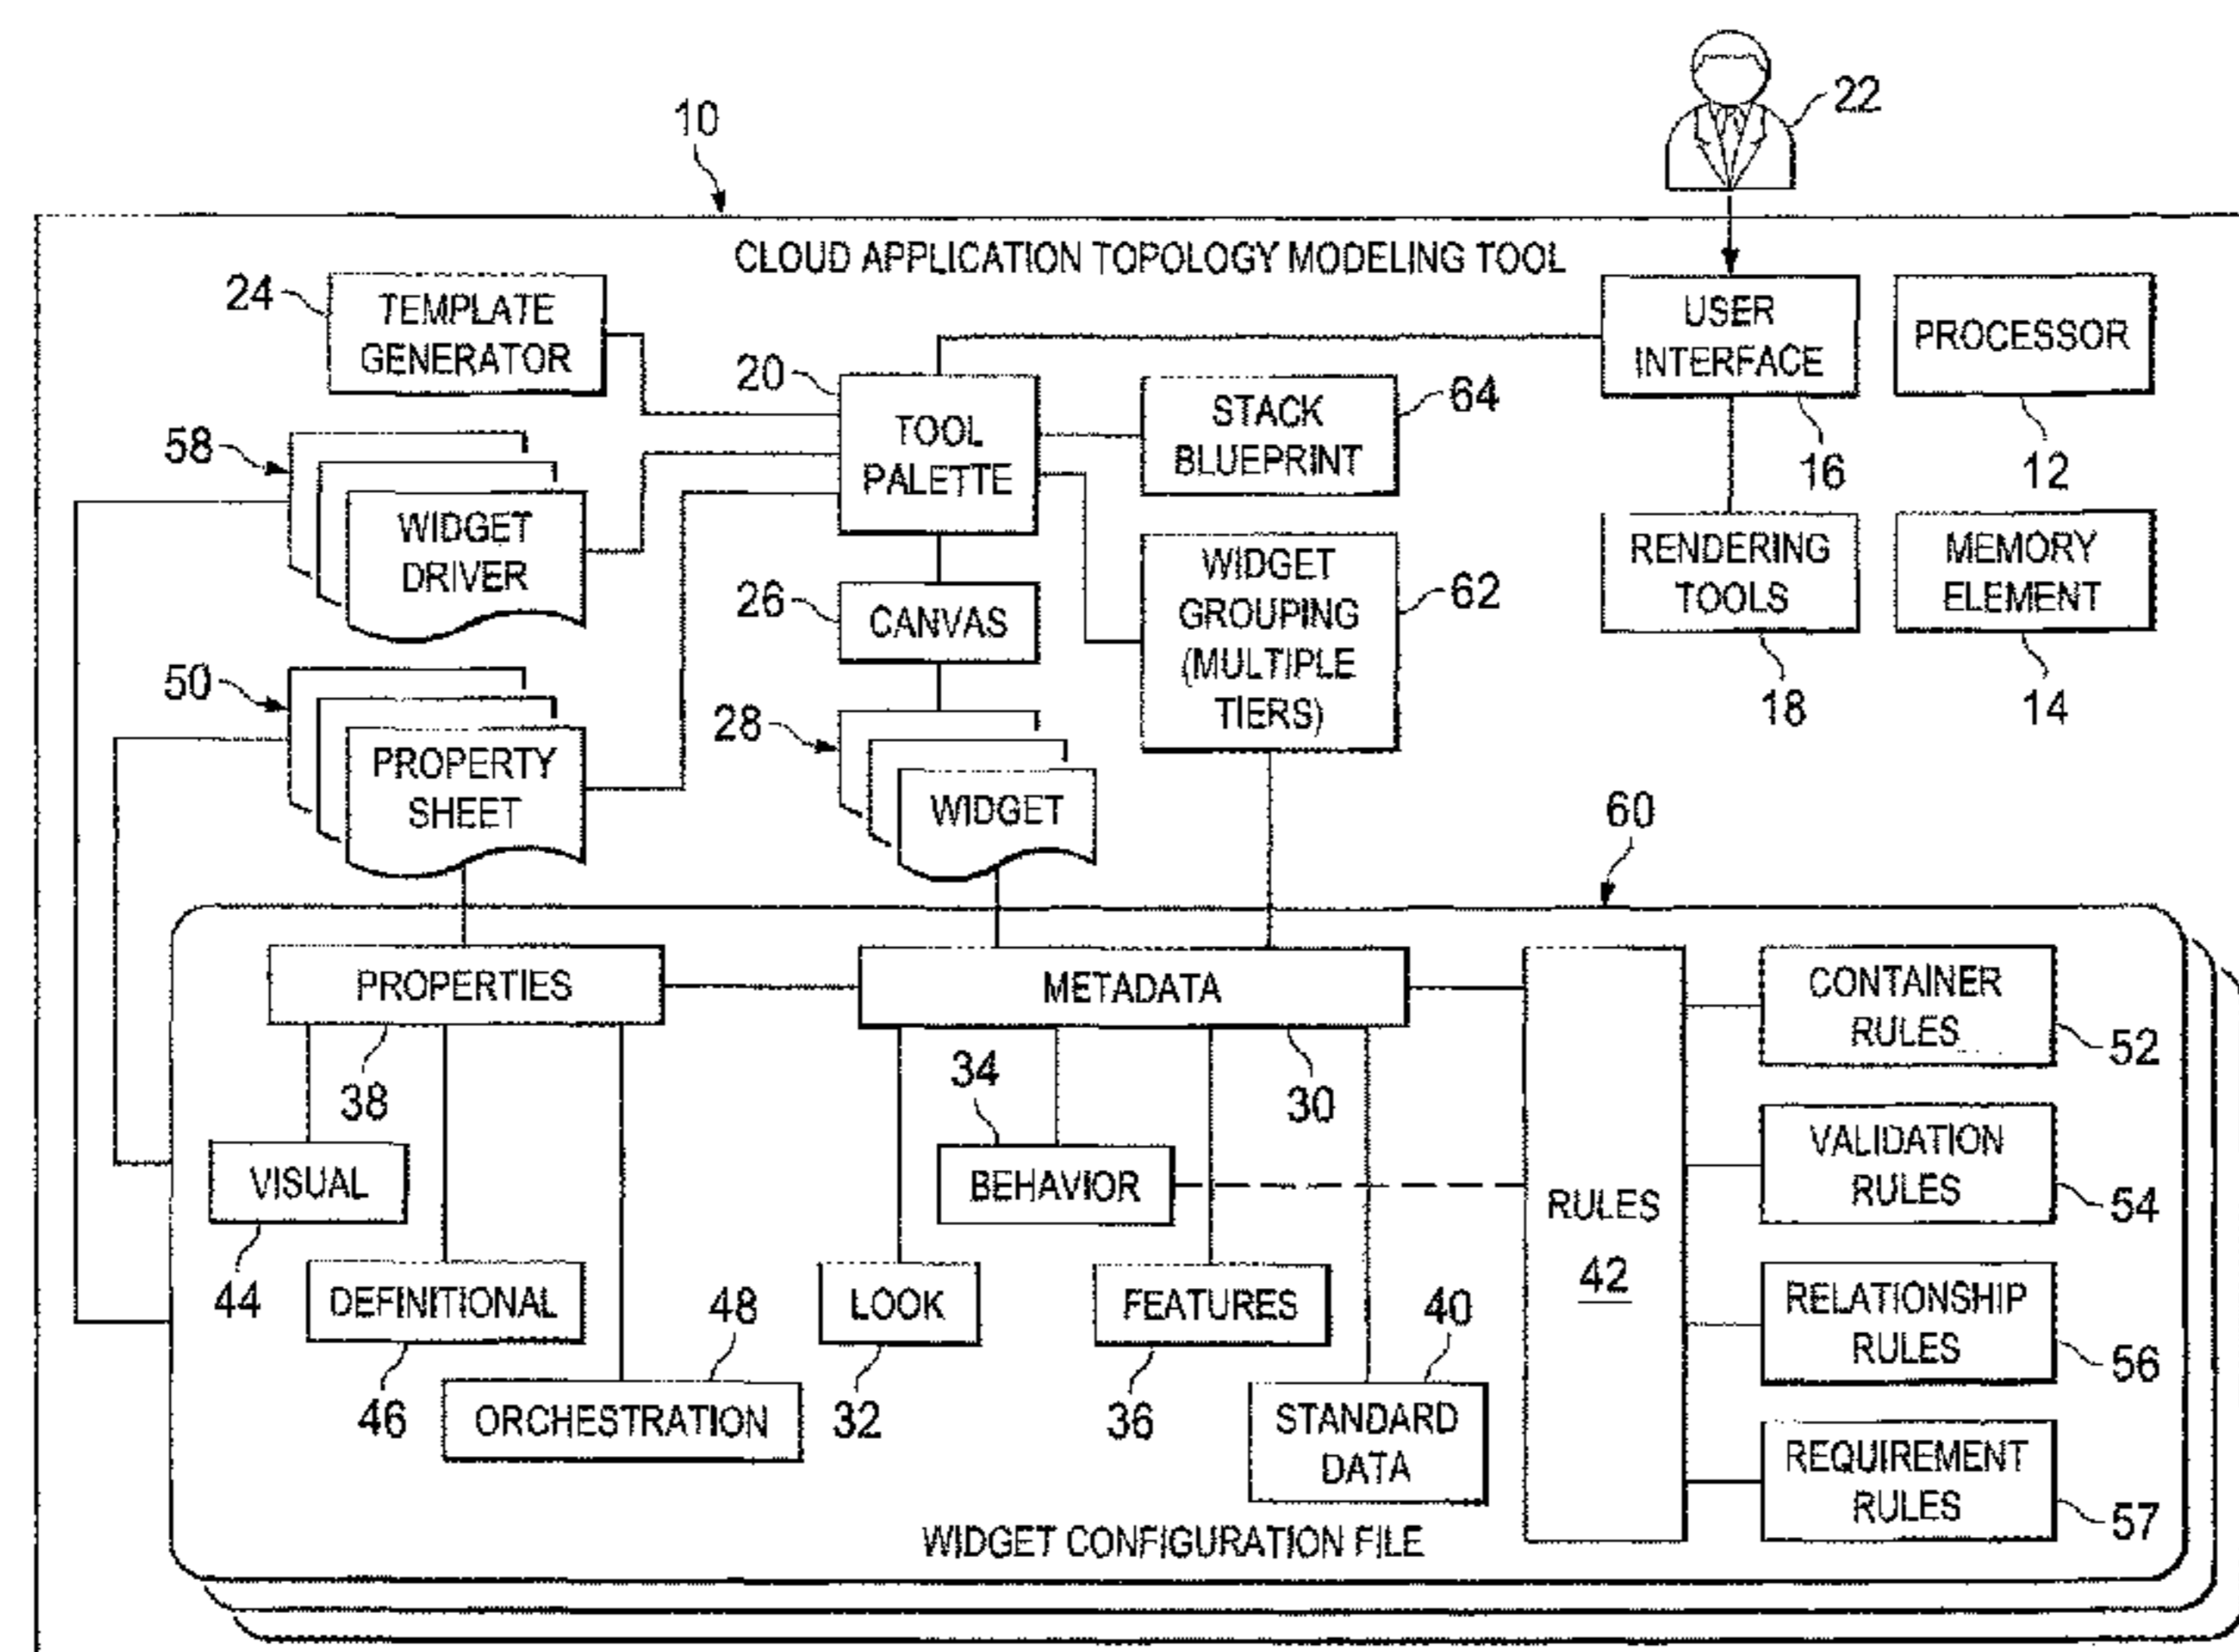 22
10
CLOUD APPLICATION TOPOLOGY MODELING TOOL
24
TEMPLATE
GENERATOR
USER
INTERFACE
16
PROCESSOR
12
20
TOOL
PALETTE
STACK
BLUEPRINT
64
58
WIDGET
DRIVER
26
CANVAS
WIDGET
GROUPING
(MULTIPLE
TIERS)
62
RENDERING
TOOLS
18
MEMORY
ELEMENT
14
50
PROPERTY
SHEET
28
WIDGET
60
PROPERTIES
38
METADATA
30
CONTAINER
RULES
52
34
BEHAVIOR
VISUAL
44
RULES
42
VALIDATION
RULES
54
DEFINITIONAL
46
48
ORCHESTRATION
LOOK
32
FEATURES
36
40
STANDARD
DATA
RELATIONSHIP
RULES
56
REQUIREMENT
RULES
57
WIDGET CONFIGURATION FILE